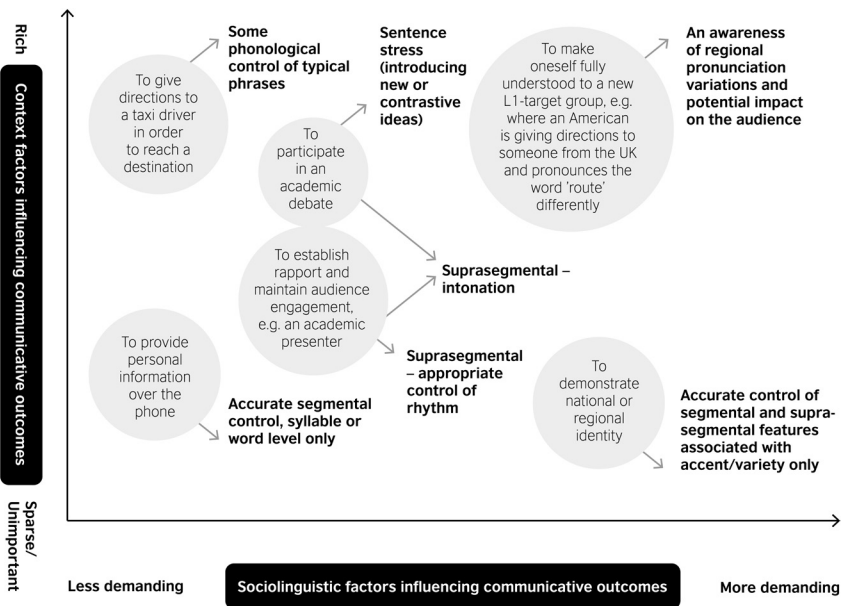 Rich
Context factors influencing communicative outcomes
Sparse/
Unimportant
To give
directions to
a taxi driver
in order
to reach a
destination
Some
phonological
control of typical
phrases
To
participate
in an
academic
debate
Sentence
stress
(introducing
new or
contrastive
ideas)
To make
oneself fully
understood to a new
L1-target group, e.g.
where an American
is giving directions to
someone from the UK
and pronounces the
word ‘route’
differently
An awareness
of regional
pronunciation
variations and
potential impact
on the audience
To establish
rapport and
maintain audience
engagement,
e.g. an academic
presenter
Suprasegmental –
intonation
Suprasegmental
– appropriate
control of
rhythm
To provide
personal
information
over the
phone
Accurate segmental
control, syllable or
word level only
To
demonstrate
national or
regional
identity
Accurate control of
segmental and supra-
segmental features
associated with
accent/variety only
Less demanding
Sociolinguistic factors influencing communicative outcomes
More demanding